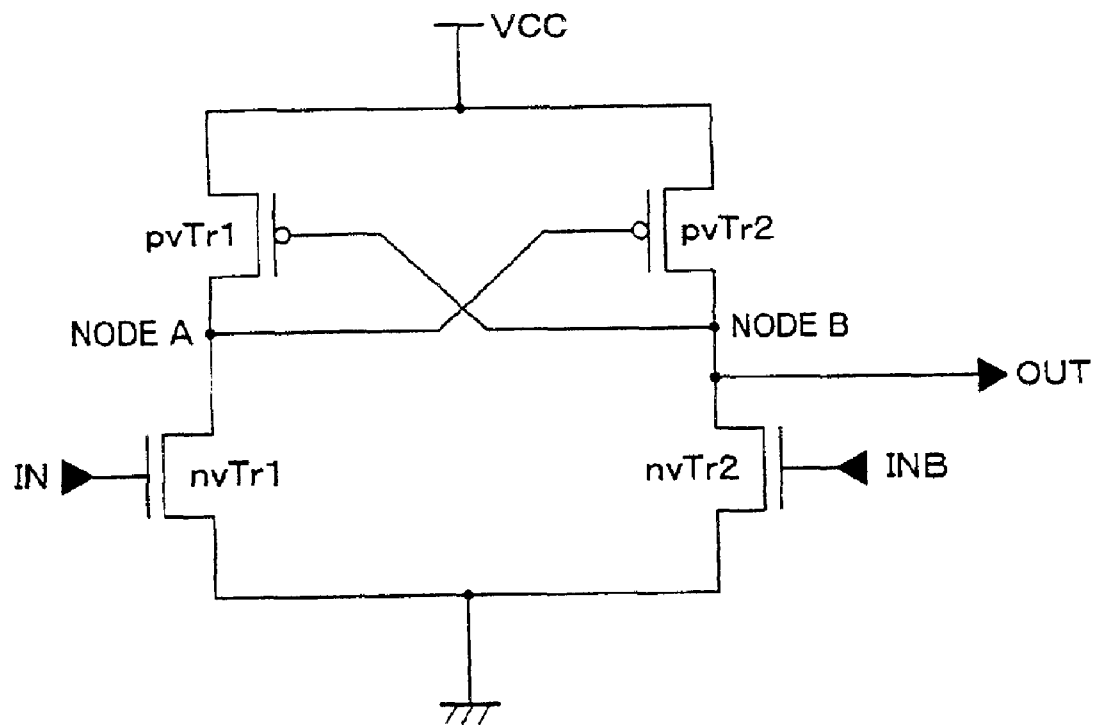 VCC
pvTr1
pvTr2
NODE A
NODE B
OUT
IN
nvTr1
nvTr2
INB